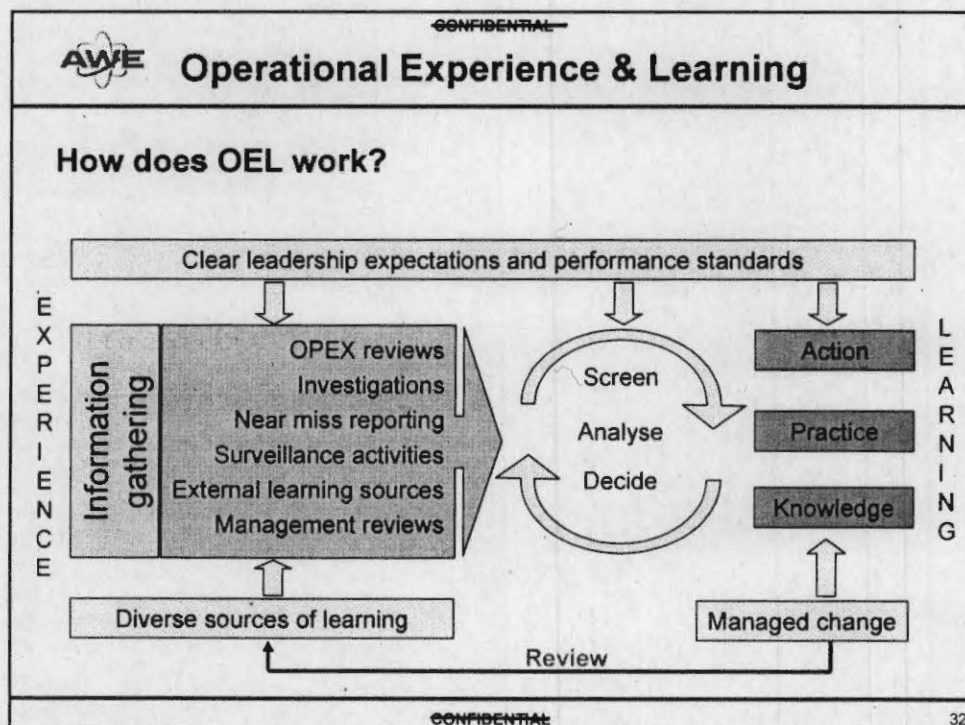 CONFIDENTIAL
AWE
Operational Experience & Learning
How does OEL work?
Clear leadership expectations and performance standards
EXPERIENCE
Information gathering
OPEX reviews
Investigations
Near miss reporting
Surveillance activities
External learning sources
Management reviews
Screen
Analyse
Decide
Action
Practice
Knowledge
LEARNING
Diverse sources of learning
Managed change
Review
CONFIDENTIAL
32